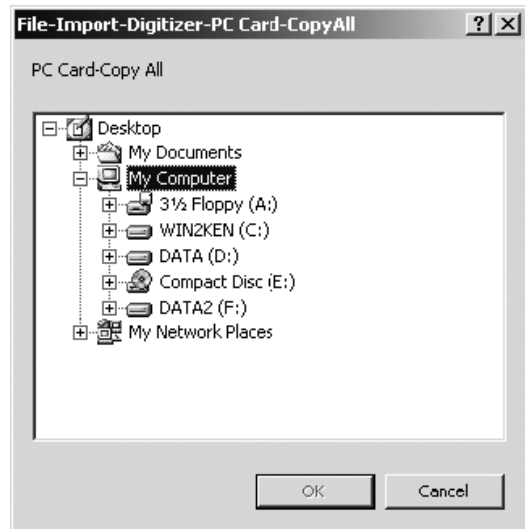 File-Import-Digitizer-PC Card-CopyAll ? ×
PC Card-Copy All
Desktop
My Documents
My Computer
3½ Floppy (A:)
WIN2KEN (C:)
DATA (D:)
Compact Disc (E:)
DATA2 (F:)
My Network Places
OK Cancel